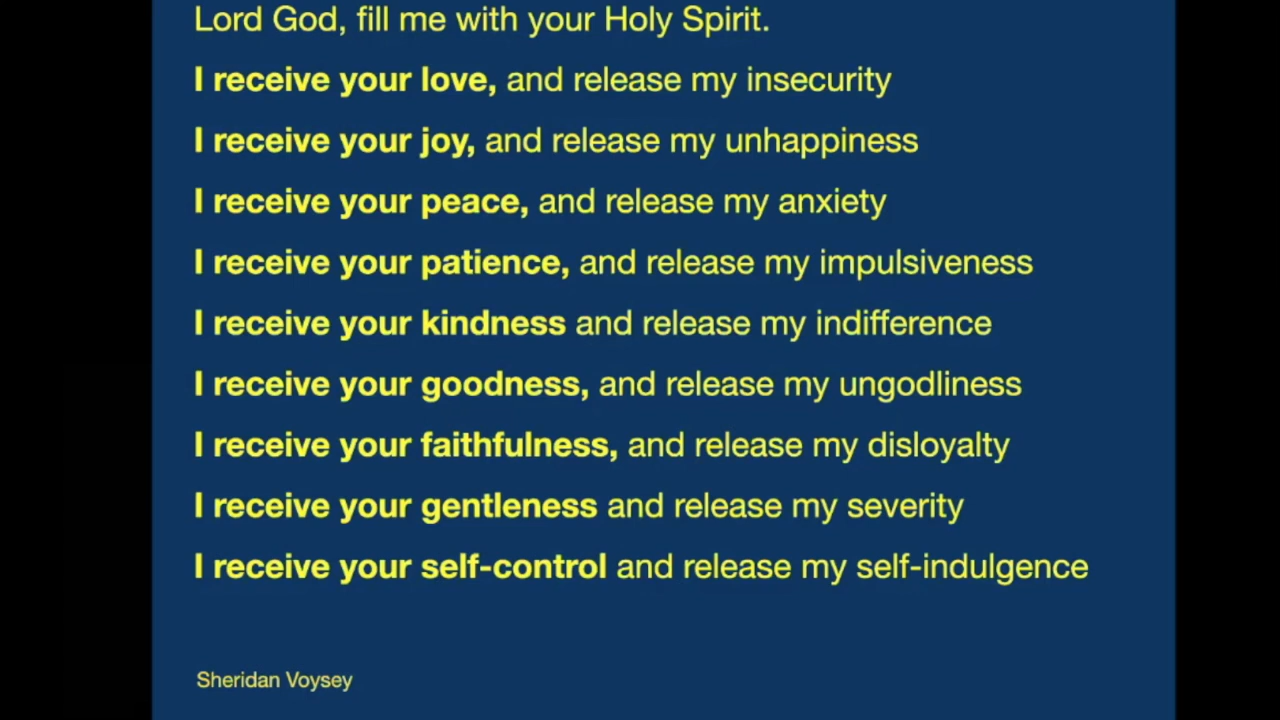 Lord God, fill me with your Holy Spirit.
I receive your love, and release my insecurity
I receive your joy, and release my unhappiness
I receive your peace, and release my anxiety
I receive your patience, and release my impulsiveness
I receive your kindness and release my indifference
I receive your goodness, and release my ungodliness
I receive your faithfulness, and release my disloyalty
I receive your gentleness and release my severity
I receive your self-control and release my self-indulgence
Sheridan Voysey